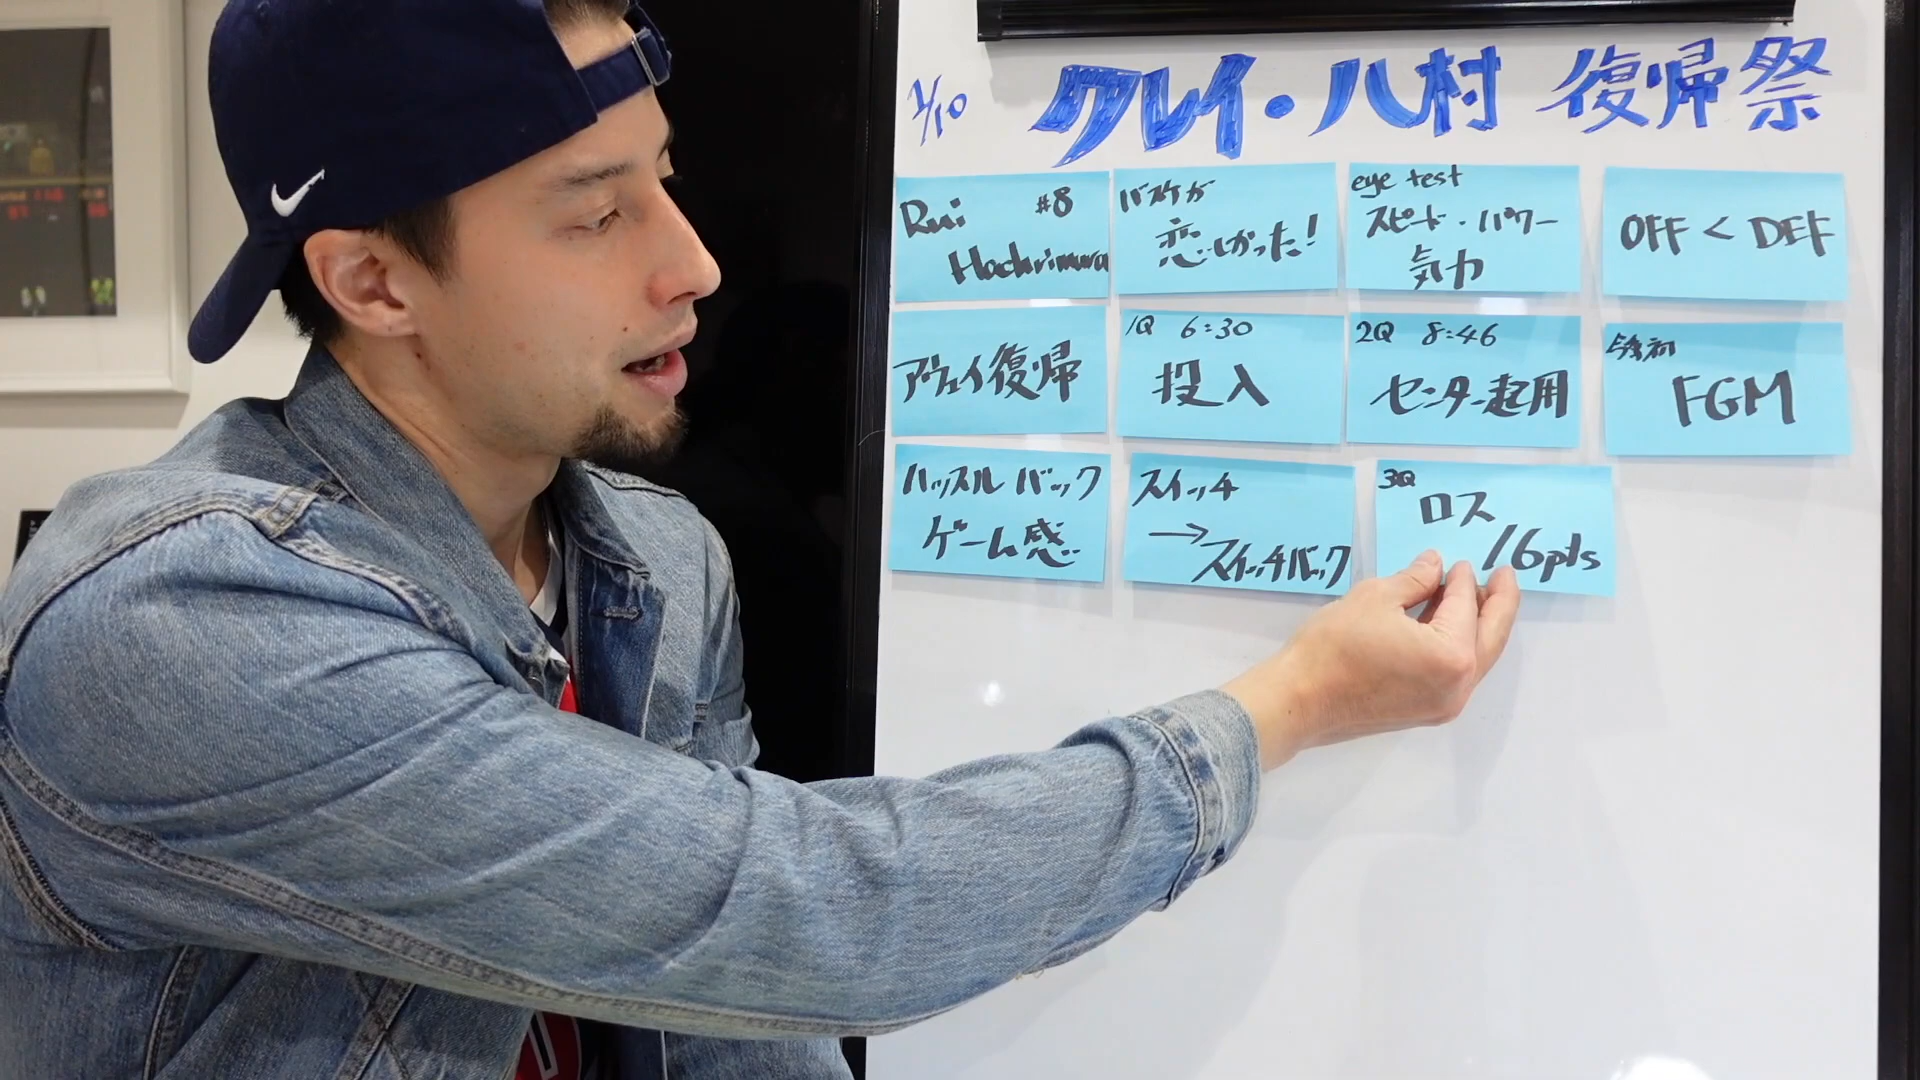 1/10 クレイ・八村 復帰祭
Rui #8
Hachimura
バスケが
恋しかった!
eye test
スピード・パワー
気力
OFF < DEF
アウェイ復帰
1Q 6:30
投入
2Q 8:46
センター起用
今季初
FGM
ハッスルバック
ゲーム感
スイッチ
→スイッチバック
3Q
ロス
16pts